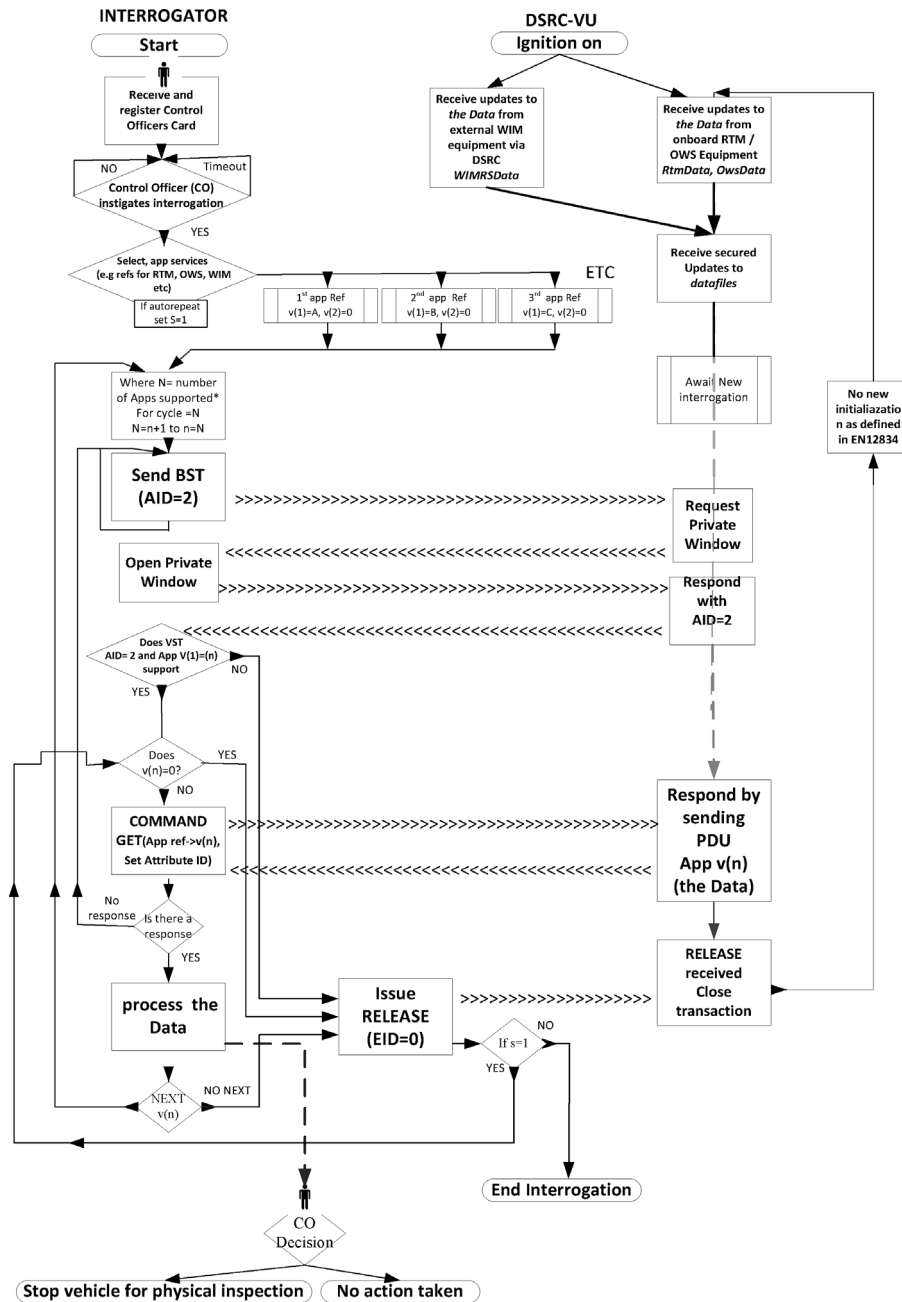 INTERROGATOR
Start
Receive and
register Control
Officers Card
NO
Timeout
Control Officer (CO)
instigates interrogation
YES
Select, app services
(e.g refs for RTM, OWS, WIM
etc)
If autorepeat
set S=1
1st app Ref
v(1)=A, v(2)=0
2nd app Ref
v(1)=B, v(2)=0
3rd app Ref
v(1)=C, v(2)=0
ETC
DSRC-VU
Ignition on
Receive updates to
the Data from
external WIM
equipment via
DSRC
WIMRSData
Receive updates to
the Data from
onboard RTM /
OWS Equipment
RtmData, OwsData
Receive secured
Updates to
datafiles
Await New
interrogation
No new
initialiazatio
n as defined
in EN12834
Where N= number
of Apps supported*
For cycle =N
N=n+1 to n=N
Send BST
(AID=2)
>>>>>>>>>>>>>>>>>>>>>>>>>>>>>>>>>>>>>>>>
Request
Private
Window
<<<<<<<<<<<<<<<<<<<<<<<<<<<<<<<<<<<<<<<<
Open Private
Window
>>>>>>>>>>>>>>>>>>>>>>>>>>>>>>>>>>>>>>>>
Respond
with
AID=2
<<<<<<<<<<<<<<<<<<<<<<<<<<<<<<<<<<<<<<<<
Does VST
AID= 2 and App V(1)=(n)
support
NO
YES
Does
v(n)=0?
YES
NO
COMMAND
GET(App ref->v(n),
Set Attribute ID)
>>>>>>>>>>>>>>>>>>>>>>>>>>>>>>>>>>>>>>>>
<<<<<<<<<<<<<<<<<<<<<<<<<<<<<<<<<<<<<<<<
Respond by
sending
PDU
App v(n)
(the Data)
No
response
Is there a
response
YES
process the
Data
Issue
RELEASE
(EID=0)
>>>>>>>>>>>>>>>>>>
RELEASE
received
Close
transaction
If s=1
NO
YES
NEXT
v(n)
NO NEXT
End Interrogation
CO
Decision
Stop vehicle for physical inspection
No action taken